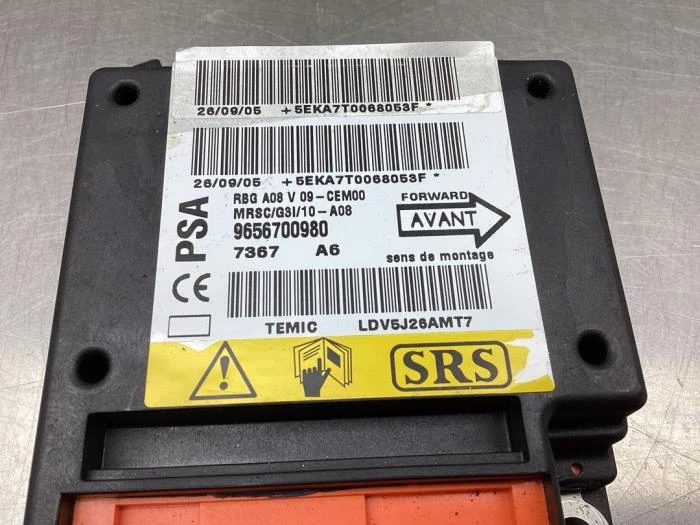 26/09/05 +5EKA7T0068053F *
26/09/05 +5EKA7T0068053F *
PSA
RBG A08 V 09-CEM00
MRSC/G3I/10-A08
9656700980
7367 A6
FORWARD
AVANT
sens de montage
CE
TEMIC LDV5J26AMT7
SRS